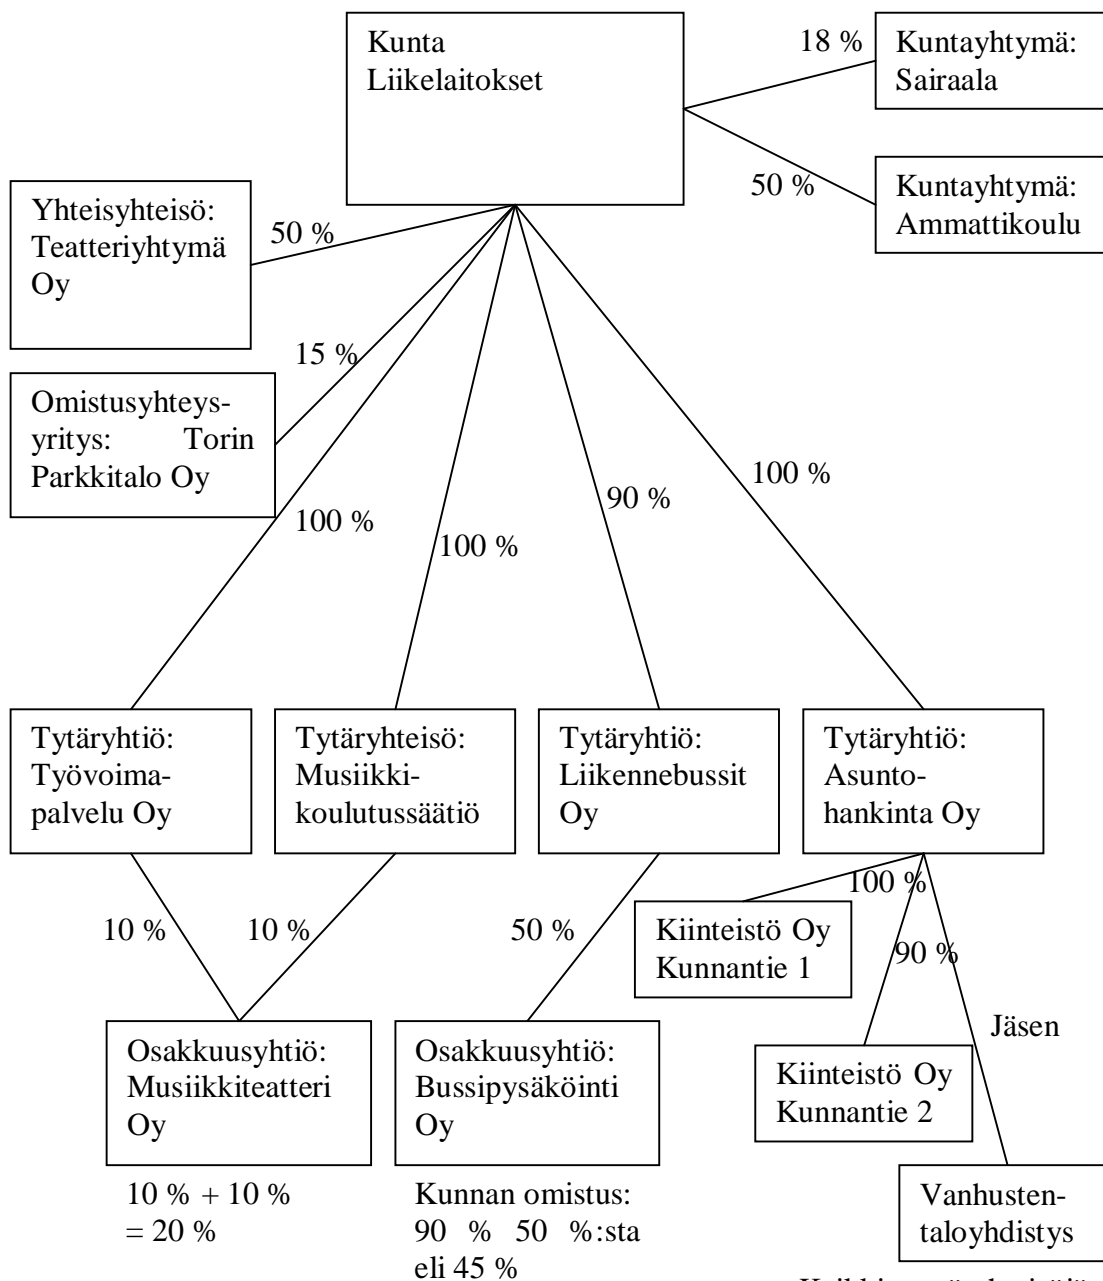 Kunta
Liikelaitokset
18 %
Kuntayhtymä:
Sairaala
50 %
Kuntayhtymä:
Ammattikoulu
Yhteisyhteisö:
Teatteriyhtymä
Oy
50 %
15 %
Omistusyhteys-
yritys: Torin
Parkkitalo Oy
100 %
100 %
90 %
100 %
Tytäryhtiö:
Työvoima-
palvelu Oy
Tytäryhteisö:
Musiikki-
koulutussäätiö
Tytäryhtiö:
Liikennebussit
Oy
Tytäryhtiö:
Asunto-
hankinta Oy
10 %
10 %
50 %
100 %
Kiinteistö Oy
Kunnantie 1
90 %
Jäsen
Osakkuusyhtiö:
Musiikkiteatteri
Oy
Osakkuusyhtiö:
Bussipysäköinti
Oy
Kiinteistö Oy
Kunnantie 2
10 % + 10 %
= 20 %
Kunnan omistus:
90 % 50 %:sta
eli 45 %
Vanhusten-
taloyhdistys